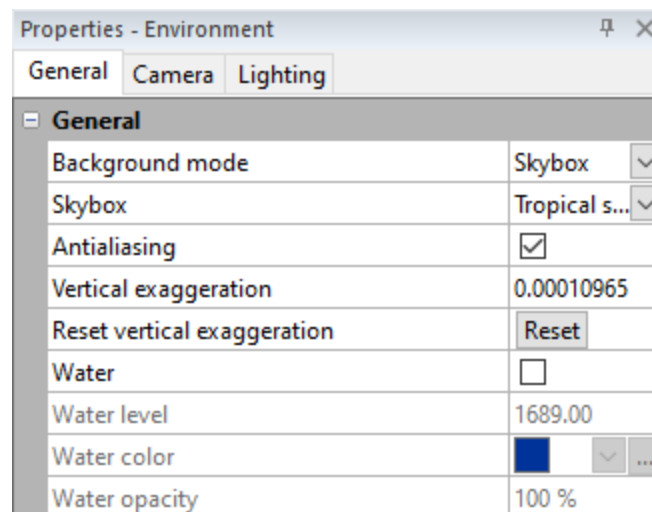 Properties - Environment
General Camera Lighting
General
Background mode Skybox
Skybox Tropical s...
Antialiasing
Vertical exaggeration 0.00010965
Reset vertical exaggeration Reset
Water
Water level 1689.00
Water color ...
Water opacity 100 %